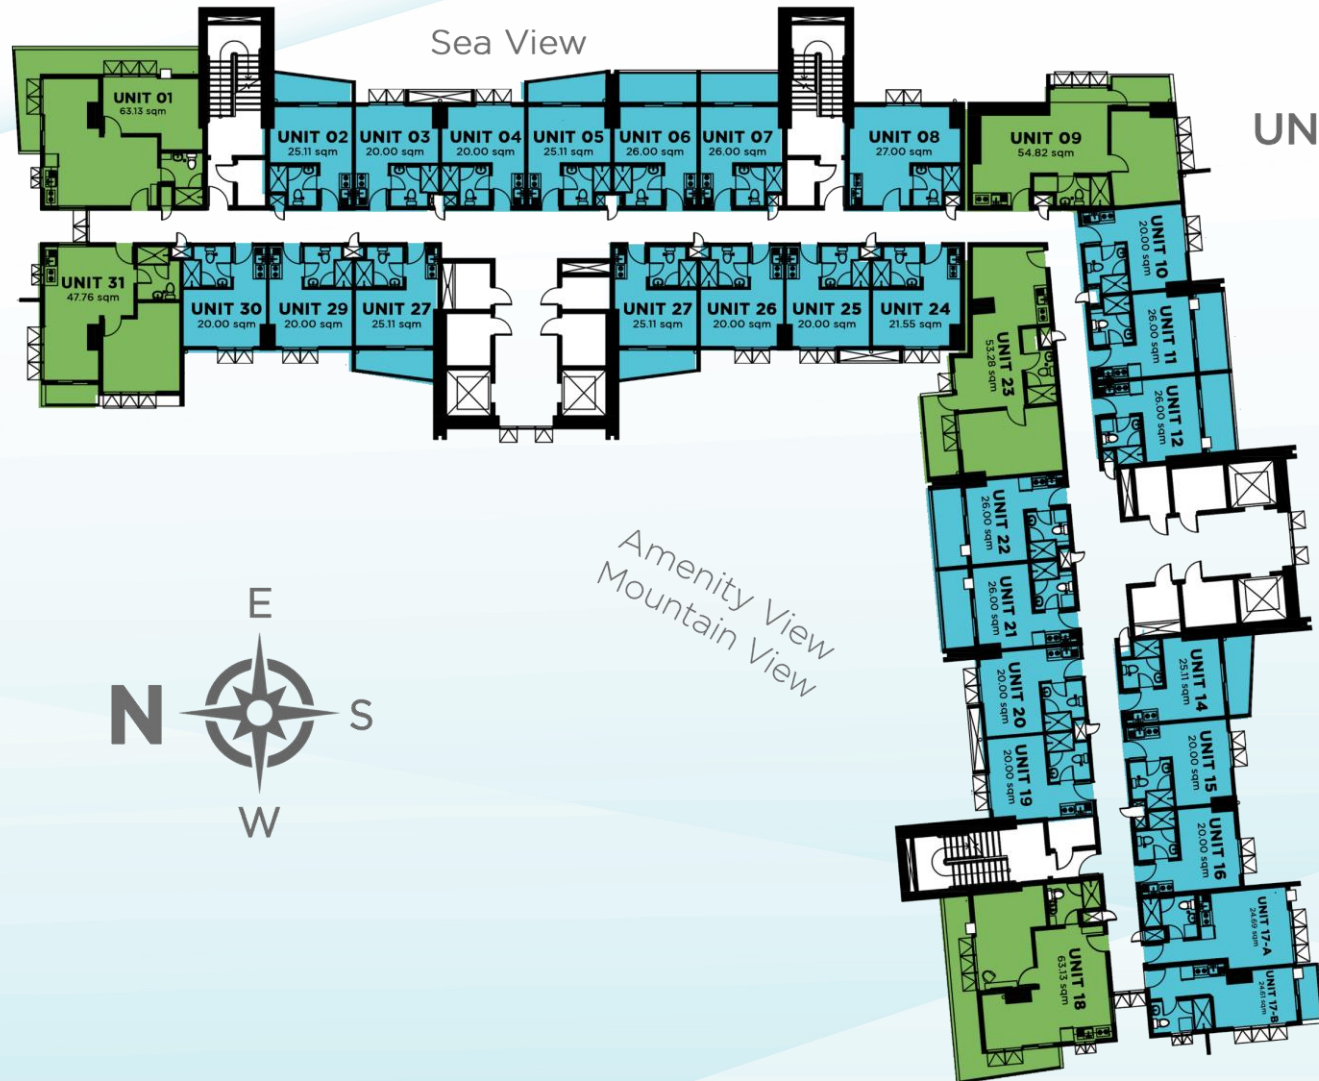 Sea View
UN
UNIT 01
63.13 sqm
UNIT 02
25.11 sqm
UNIT 03
20.00 sqm
UNIT 04
20.00 sqm
UNIT 05
25.11 sqm
UNIT 06
26.00 sqm
UNIT 07
26.00 sqm
UNIT 08
27.00 sqm
UNIT 09
54.82 sqm
UNIT 10
20.00 sqm
UNIT 11
26.00 sqm
UNIT 12
26.00 sqm
UNIT 31
47.76 sqm
UNIT 30
20.00 sqm
UNIT 29
20.00 sqm
UNIT 27
25.11 sqm
UNIT 27
25.11 sqm
UNIT 26
20.00 sqm
UNIT 25
20.00 sqm
UNIT 24
21.55 sqm
UNIT 23
53.28 sqm
UNIT 22
26.00 sqm
UNIT 21
26.00 sqm
UNIT 20
20.00 sqm
UNIT 19
20.00 sqm
UNIT 14
25.11 sqm
UNIT 15
20.00 sqm
UNIT 16
20.00 sqm
UNIT 17-A
24.69 sqm
UNIT 17-B
24.61 sqm
UNIT 18
63.13 sqm
Amenity View
Mountain View
E
N
S
W